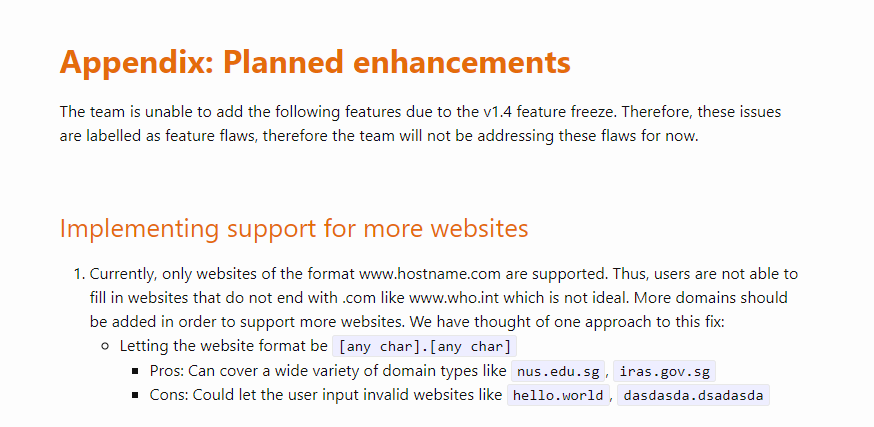 Appendix: Planned enhancements
The team is unable to add the following features due to the v1.4 feature freeze. Therefore, these issues
are labelled as feature flaws, therefore the team will not be addressing these flaws for now.
Implementing support for more websites
1. Currently, only websites of the format www.hostname.com are supported. Thus, users are not able to
fill in websites that do not end with .com like www.who.int which is not ideal. More domains should
be added in order to support more websites. We have thought of one approach to this fix:
○ Letting the website format be [any char].[any char]
▪ Pros: Can cover a wide variety of domain types like nus.edu.sg, iras.gov.sg
▪ Cons: Could let the user input invalid websites like hello.world, dasdasda.dsadasda